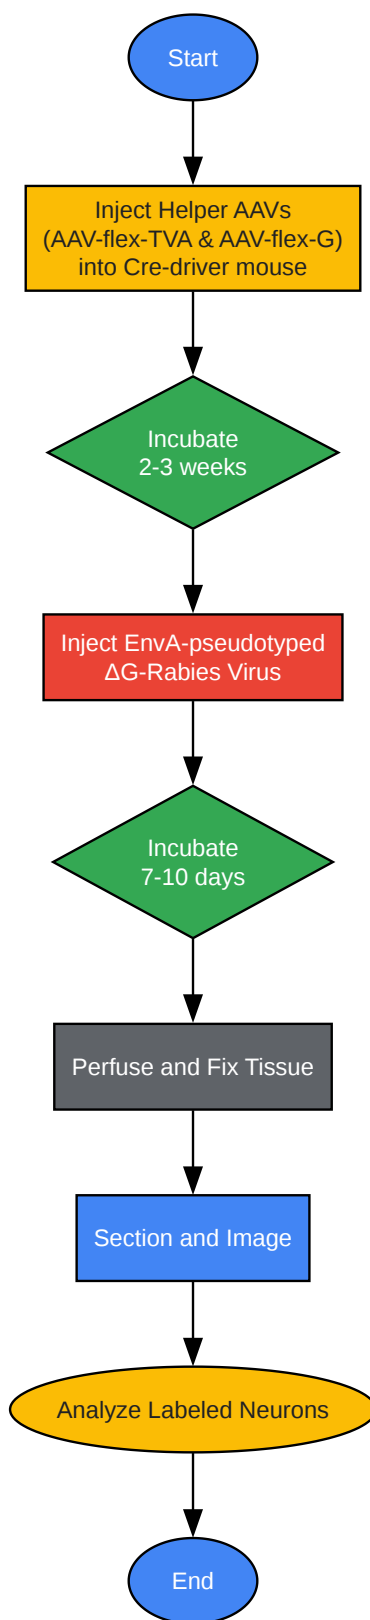 Start
Inject Helper AAVs
(AAV-flex-TVA & AAV-flex-G)
into Cre-driver mouse
Incubate
2-3 weeks
Inject EnvA-pseudotyped
ΔG-Rabies Virus
Incubate
7-10 days
Perfuse and Fix Tissue
Section and Image
Analyze Labeled Neurons
End